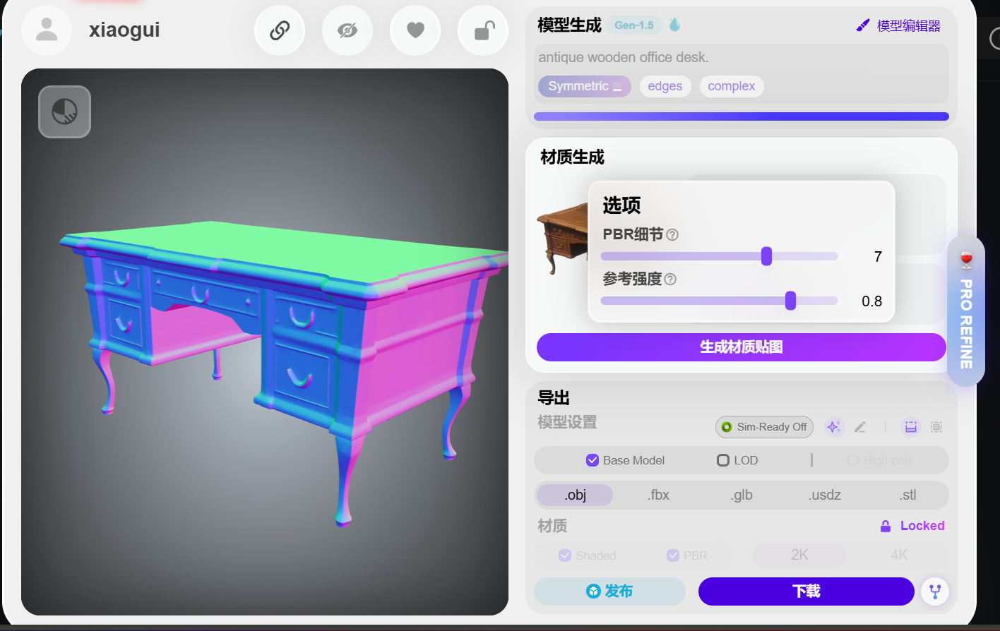 xiaogui
模型生成 Gen-1.5 模型编辑器
antique wooden office desk.
Symmetric edges complex
材质生成
选项
PBR细节 ?
7
参考强度 ?
0.8
生成材质贴图
PRO REFINE
导出
模型设置 Sim-Ready Off
Base Model LOD High-poly
.obj .fbx .glb .usdz .stl
材质 Locked
Shaded PBR 2K 4K
发布 下载